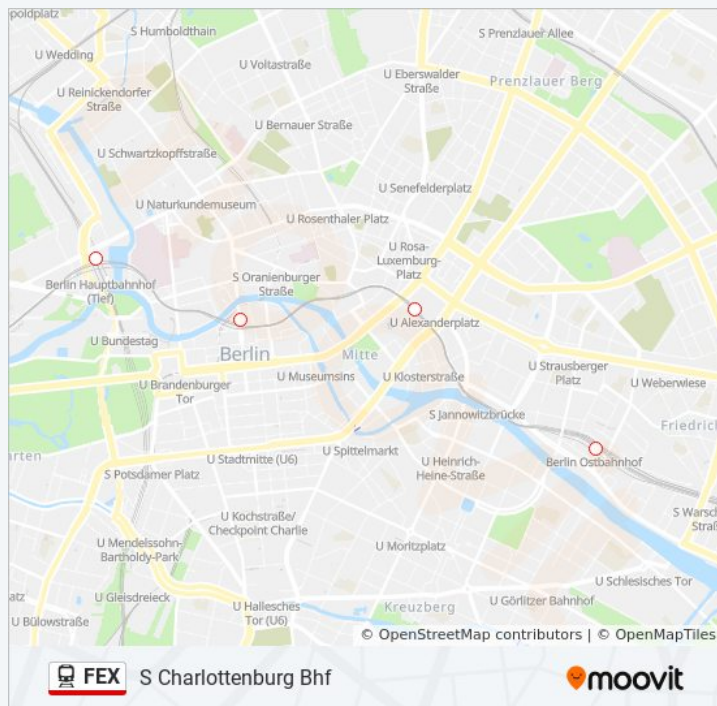 poldplatz
S Humboldthain
S Prenzlauer Allee
U Wedding
U Voltastraße
U Eberswalder
Straße
Prenzlauer Berg
U Reinickendorfer
Straße
U Bernauer Straße
U Schwartzkopffstraße
U Senefelderplatz
U Naturkundemuseum
U Rosenthaler Platz
U Rosa-
Luxemburg-
Platz
S Oranienburger
Straße
Berlin Hauptbahnhof
(Tief)
U Alexanderplatz
U Bundestag
Berlin
Mitte
U Brandenburger
Tor
U Museumsins
U Klosterstraße
U Strausberger
Platz
U Weberwiese
S Jannowitzbrücke
Friedrich
arten
U Stadtmitte (U6)
U Spittelmarkt
U Heinrich-
Heine-Straße
Berlin Ostbahnhof
S Potsdamer Platz
S Warsc
Straß
U Kochstraße/
Checkpoint Charlie
U Mendelssohn-
Bartholdy-Park
U Moritzplatz
U Schlesisches Tor
atz
U Gleisdreieck
U Hallesches
Tor (U6)
Kreuzberg
U Görlitzer Bahnhof
U Bülowstraße
© OpenStreetMap contributors | © OpenMapTiles
FEX S Charlottenburg Bhf
moovit